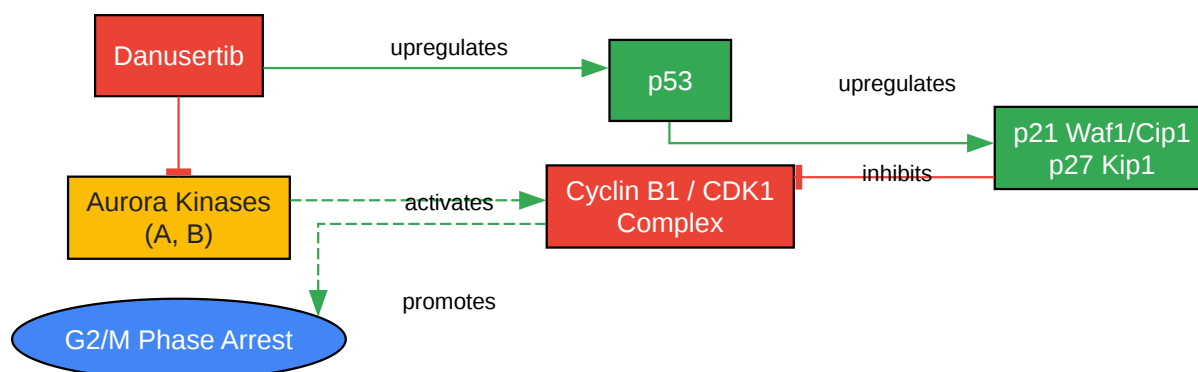 Danusertib
upregulates
p53
upregulates
p21 Waf1/Cip1
p27 Kip1
inhibits
Cyclin B1 / CDK1
Complex
activates
Aurora Kinases
(A, B)
promotes
G2/M Phase Arrest